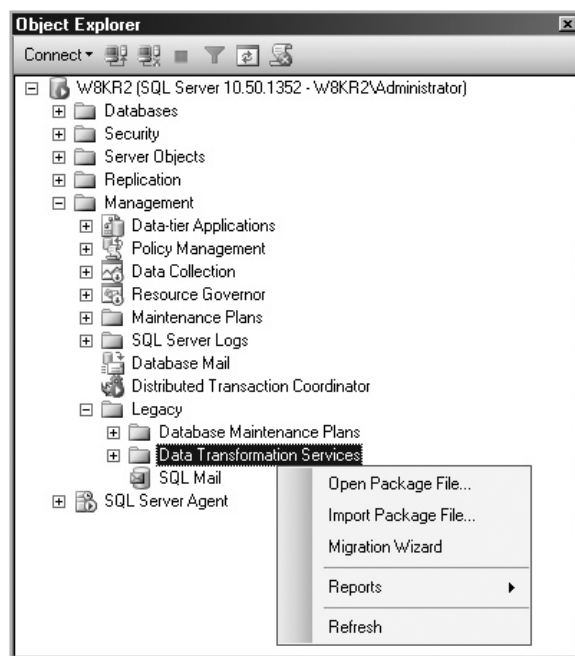 Object Explorer
Connect
W8KR2 (SQL Server 10.50.1352 - W8KR2\Administrator)
Databases
Security
Server Objects
Replication
Management
Data-tier Applications
Policy Management
Data Collection
Resource Governor
Maintenance Plans
SQL Server Logs
Database Mail
Distributed Transaction Coordinator
Legacy
Database Maintenance Plans
Data Transformation Services
SQL Mail
SQL Server Agent
Open Package File...
Import Package File...
Migration Wizard
Reports
Refresh